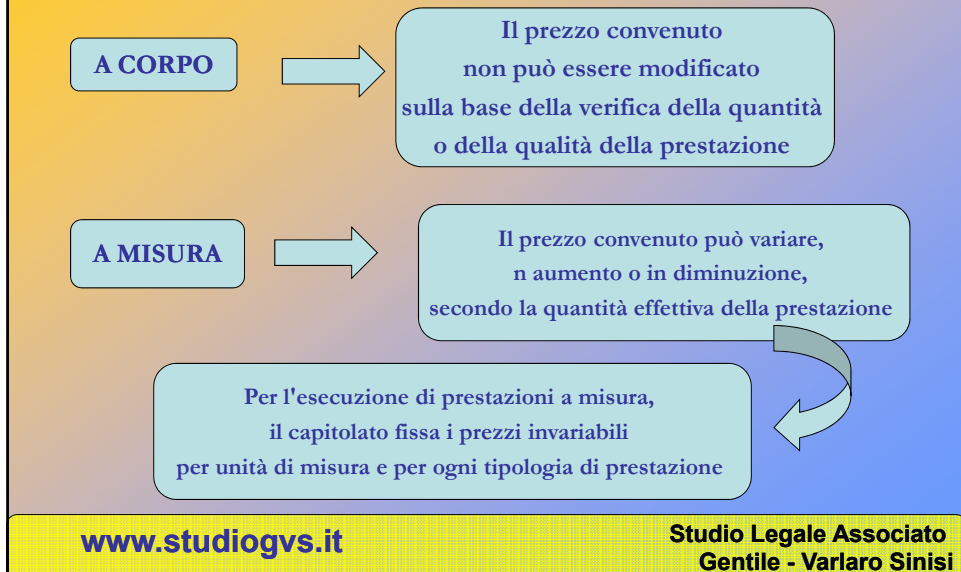 A CORPO
Il prezzo convenuto
non può essere modificato
sulla base della verifica della quantità
o della qualità della prestazione
A MISURA
Il prezzo convenuto può variare,
n aumento o in diminuzione,
secondo la quantità effettiva della prestazione
Per l'esecuzione di prestazioni a misura,
il capitolato fissa i prezzi invariabili
per unità di misura e per ogni tipologia di prestazione
www.studiogvs.it
Studio Legale Associato
Gentile - Varlaro Sinisi